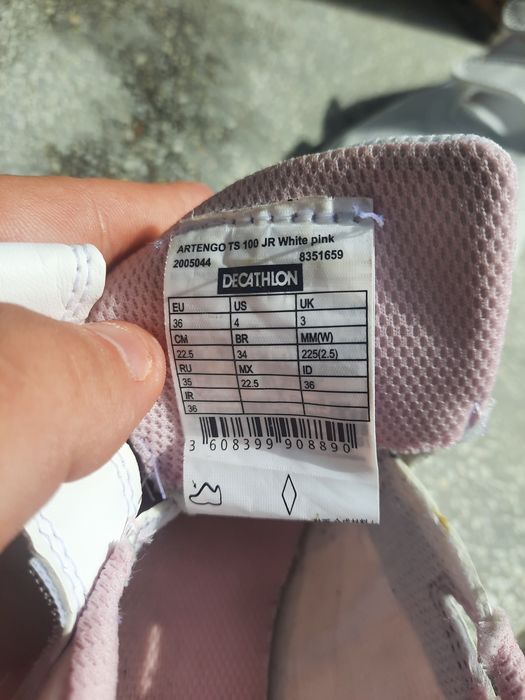 ARTENGO TS 100 JR White pink
2005044 8351659
DECATHLON
EU US UK
36 4 3
CM BR MM(W)
22.5 34 225(2.5)
RU MX ID
35 22.5 36
IR
36
3 608399 908890